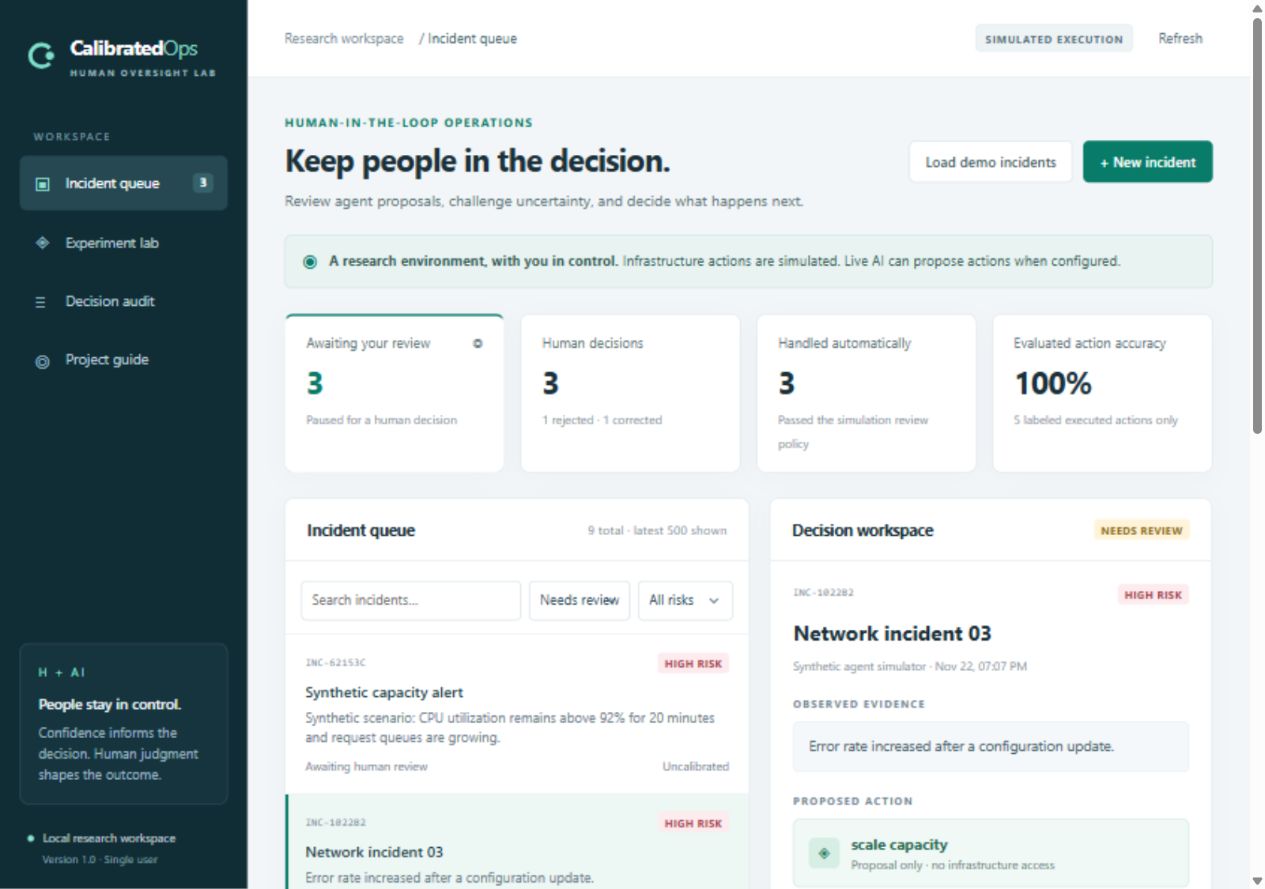 CalibratedOps
HUMAN OVERSIGHT LAB
WORKSPACE
Incident queue 3
Experiment lab
Decision audit
Project guide
H + AI
People stay in control.
Confidence informs the
decision. Human judgment
shapes the outcome.
Local research workspace
Version 1.0 · Single user
Research workspace / Incident queue
SIMULATED EXECUTION Refresh
HUMAN-IN-THE-LOOP OPERATIONS
Keep people in the decision.
Review agent proposals, challenge uncertainty, and decide what happens next.
Load demo incidents + New incident
A research environment, with you in control. Infrastructure actions are simulated. Live AI can propose actions when configured.
Awaiting your review
3
Paused for a human decision
Human decisions
3
1 rejected · 1 corrected
Handled automatically
3
Passed the simulation review
policy
Evaluated action accuracy
100%
5 labeled executed actions only
Incident queue 9 total · latest 500 shown
Search incidents... Needs review All risks
INC-62153C HIGH RISK
Synthetic capacity alert
Synthetic scenario: CPU utilization remains above 92% for 20 minutes
and request queues are growing.
Awaiting human review Uncalibrated
INC-1022B2 HIGH RISK
Network incident 03
Error rate increased after a configuration update.
Decision workspace NEEDS REVIEW
INC-1022B2 HIGH RISK
Network incident 03
Synthetic agent simulator · Nov 22, 07:07 PM
OBSERVED EVIDENCE
Error rate increased after a configuration update.
PROPOSED ACTION
scale capacity
Proposal only · no infrastructure access